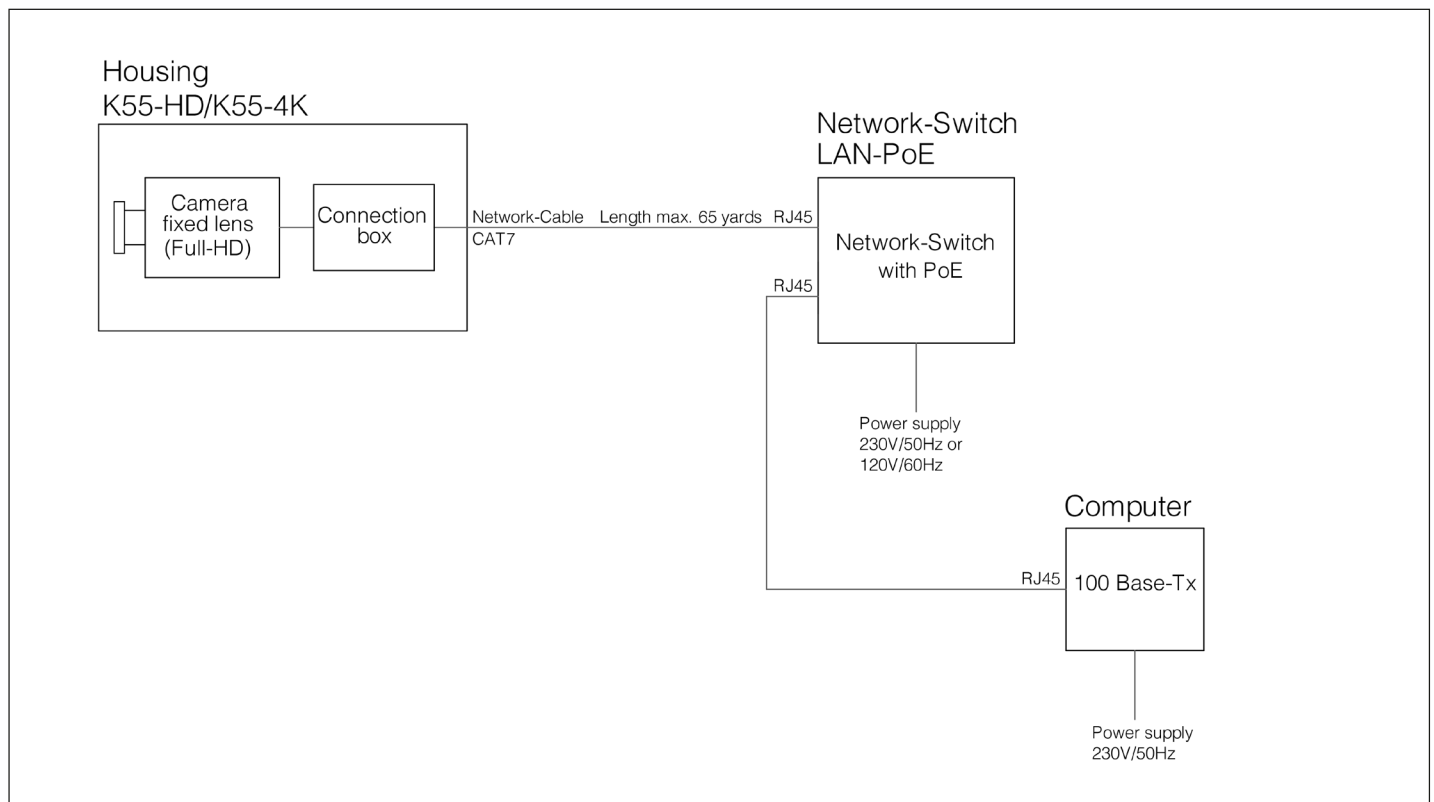 Housing
K55-HD/K55-4K
Camera
fixed lens
(Full-HD)
Connection
box
Network-Cable Length max. 65 yards RJ45
CAT7
Network-Switch
LAN-PoE
Network-Switch
with PoE
RJ45
Power supply
230V/50Hz or
120V/60Hz
Computer
RJ45 100 Base-Tx
Power supply
230V/50Hz